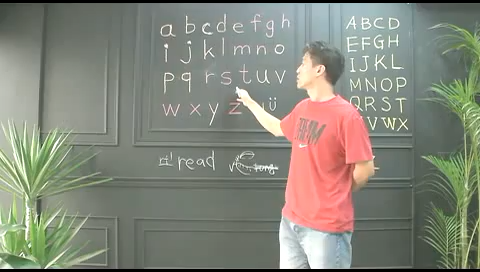 a b c d e f g h
i j k l m n o
p q r s t u v
w x y z ü
read
A B C D
E F G H
I J K L
M N O P
Q R S T
U V W X